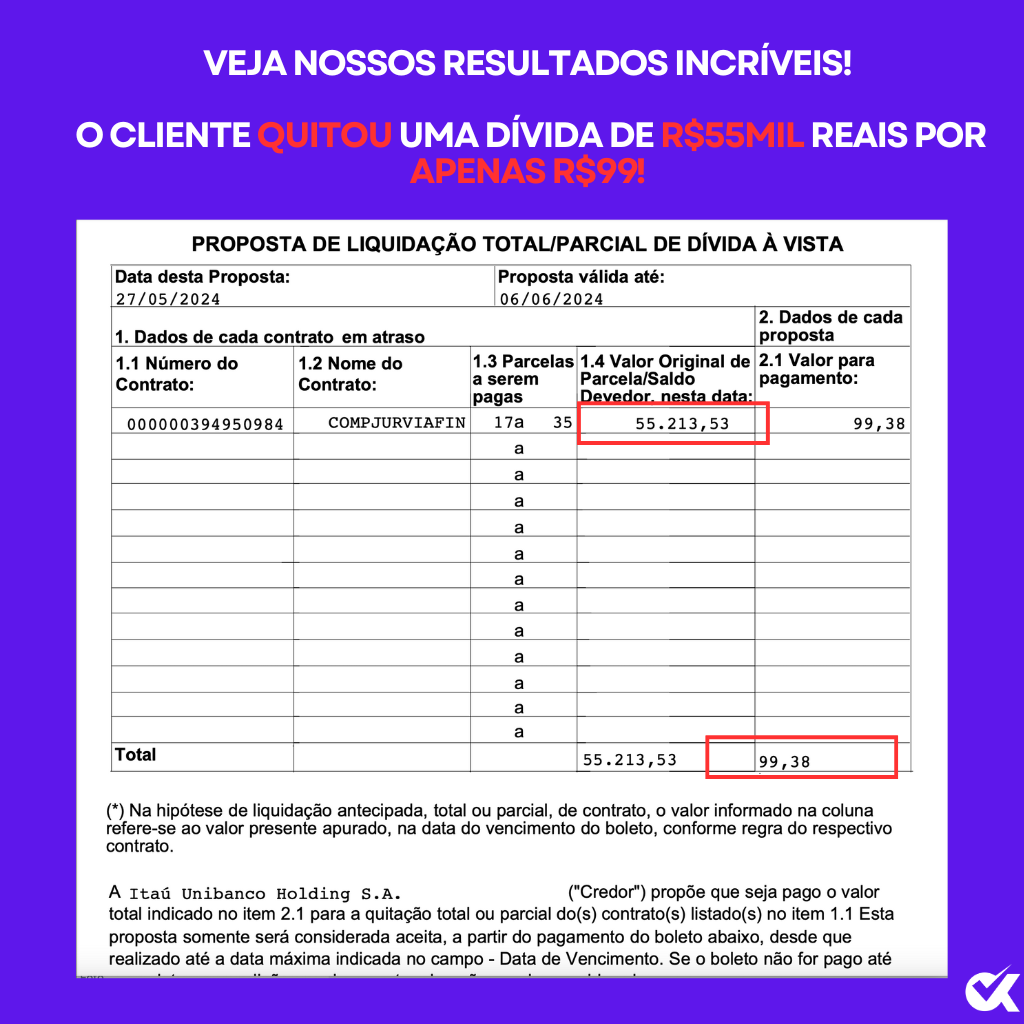 VEJA NOSSOS RESULTADOS INCRÍVEIS!
O CLIENTE QUITOU UMA DÍVIDA DE R$55MIL REAIS POR
APENAS R$99!
PROPOSTA DE LIQUIDAÇÃO TOTAL/PARCIAL DE DÍVIDA À VISTA
Data desta Proposta:
27/05/2024
Proposta válida até:
06/06/2024
1. Dados de cada contrato em atraso
2. Dados de cada
proposta
1.1 Número do
Contrato:
1.2 Nome do
Contrato:
1.3 Parcelas
a serem
pagas
1.4 Valor Original de
Parcela/Saldo
Devedor, nesta data:
2.1 Valor para
pagamento:
000000394950984 COMPJURVIAFIN 17a 35 55.213,53 99,38
a
a
a
a
a
a
a
a
a
a
a
a
Total 55.213,53 99,38
(*) Na hipótese de liquidação antecipada, total ou parcial, de contrato, o valor informado na coluna
refere-se ao valor presente apurado, na data do vencimento do boleto, conforme regra do respectivo
contrato.
A Itaú Unibanco Holding S.A. ("Credor") propõe que seja pago o valor
total indicado no item 2.1 para a quitação total ou parcial do(s) contrato(s) listado(s) no item 1.1 Esta
proposta somente será considerada aceita, a partir do pagamento do boleto abaixo, desde que
realizado até a data máxima indicada no campo - Data de Vencimento. Se o boleto não for pago até